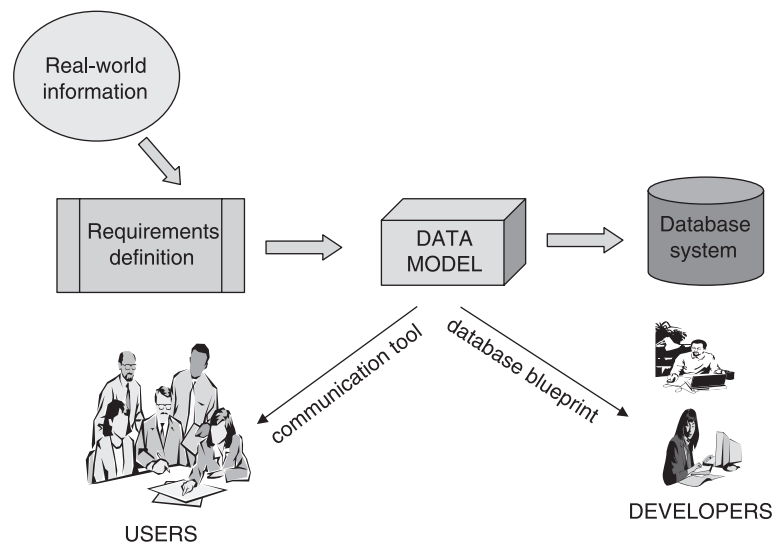 Real-world
information
Requirements
definition
DATA
MODEL
Database
system
communication tool
database blueprint
USERS
DEVELOPERS